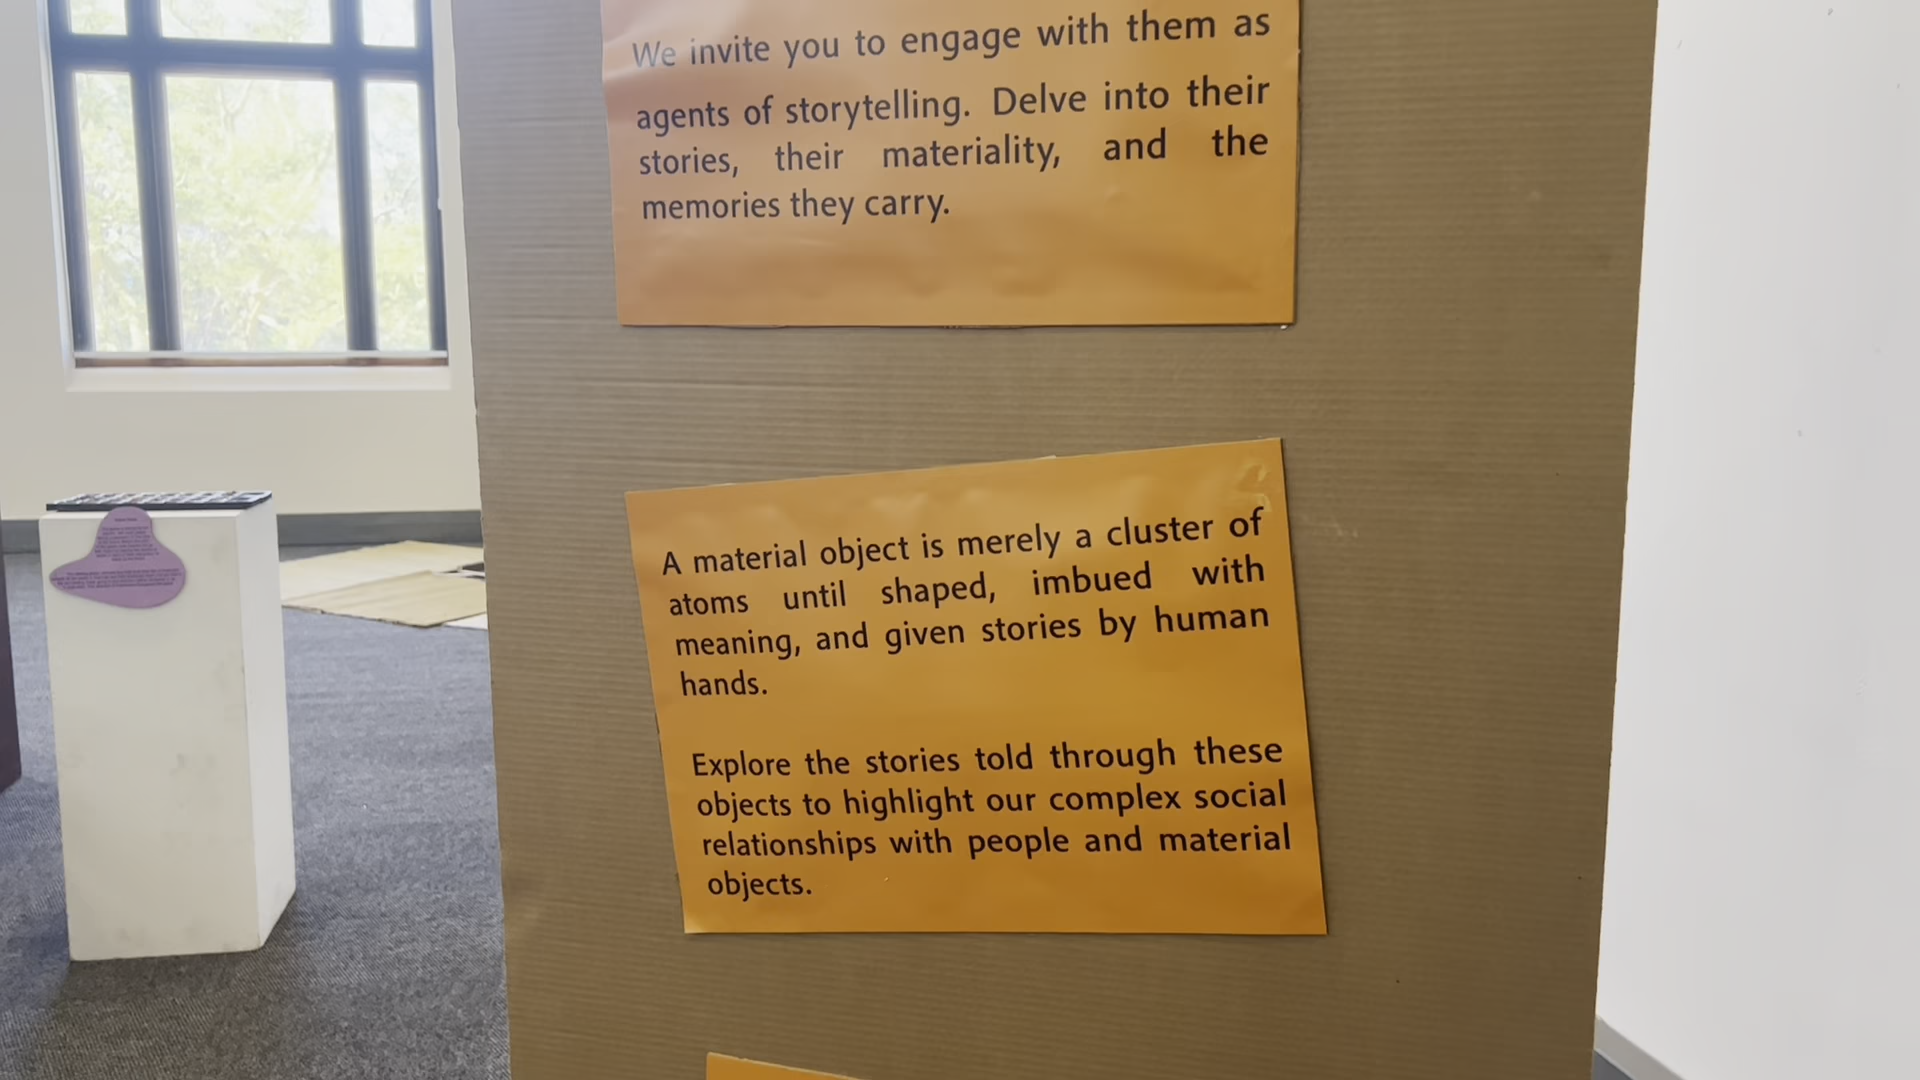 We invite you to engage with them as
agents of storytelling. Delve into their
stories, their materiality, and the
memories they carry.
A material object is merely a cluster of
atoms until shaped, imbued with
meaning, and given stories by human
hands.
Explore the stories told through these
objects to highlight our complex social
relationships with people and material
objects.